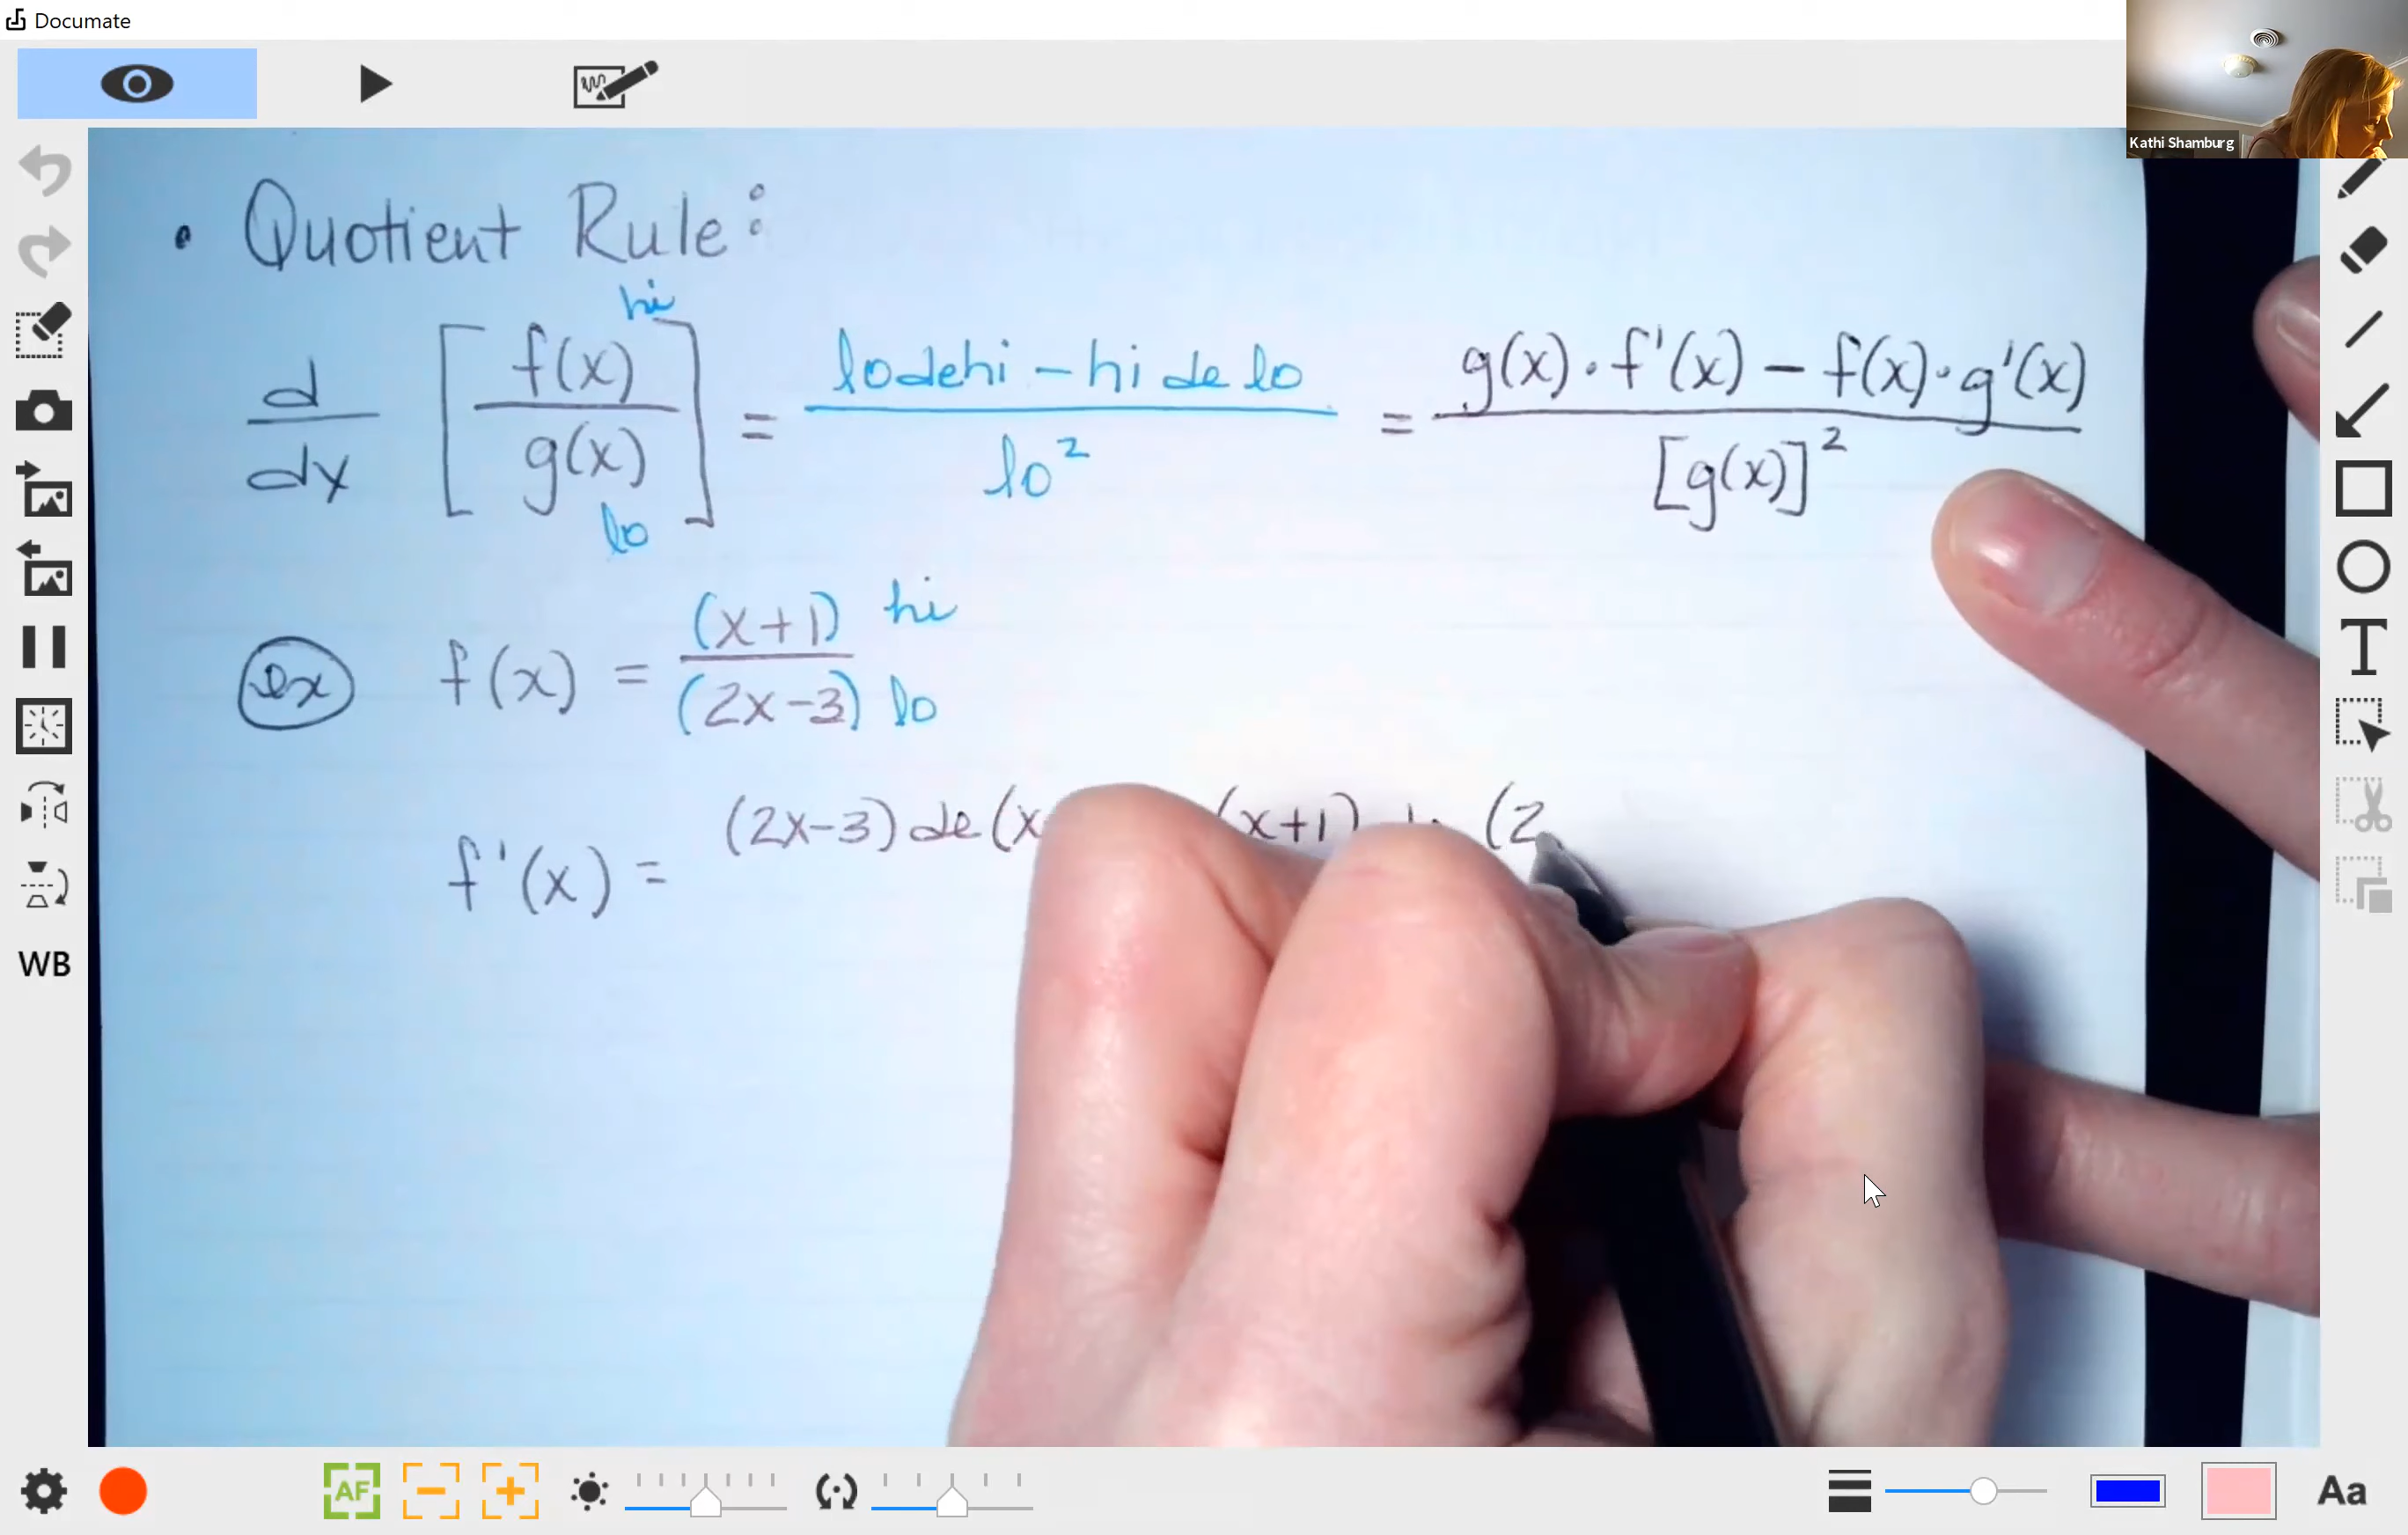 Documate
Kathi Shamburg
• Quotient Rule:
d/dx [f(x)/g(x)] hi lo = (lodehi - hi de lo)/lo² = (g(x)·f'(x) - f(x)·g'(x))/[g(x)]²
ex f(x) = (x+1)/(2x-3) hi lo
f'(x) = (2x-3) de (x (x+1) (2
WB
AF
T
Aa